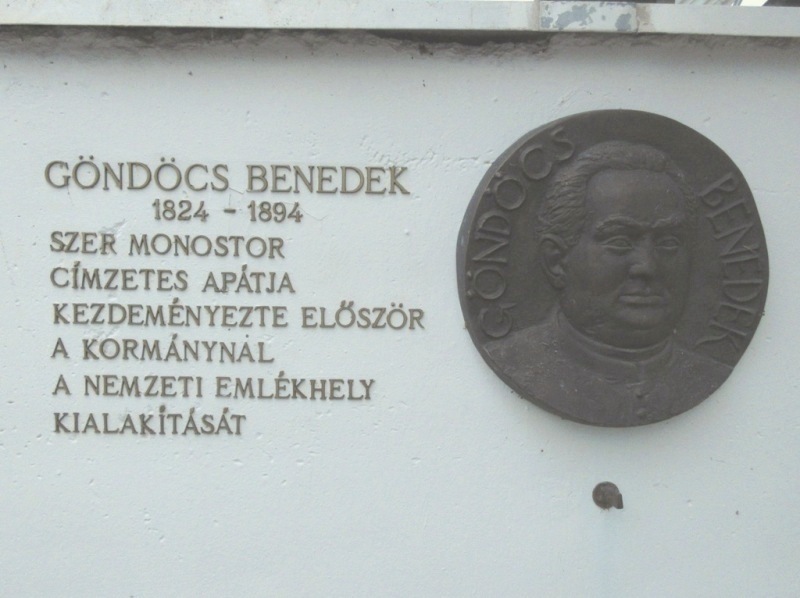 GÖNDÖCS BENEDEK
1824 - 1894
SZER MONOSTOR
CÍMZETES APÁTJA
KEZDEMÉNYEZTE ELŐSZÖR
A KORMÁNYNÁL
A NEMZETI EMLÉKHELY
KIALAKÍTÁSÁT
GÖNDÖCS BENEDEK